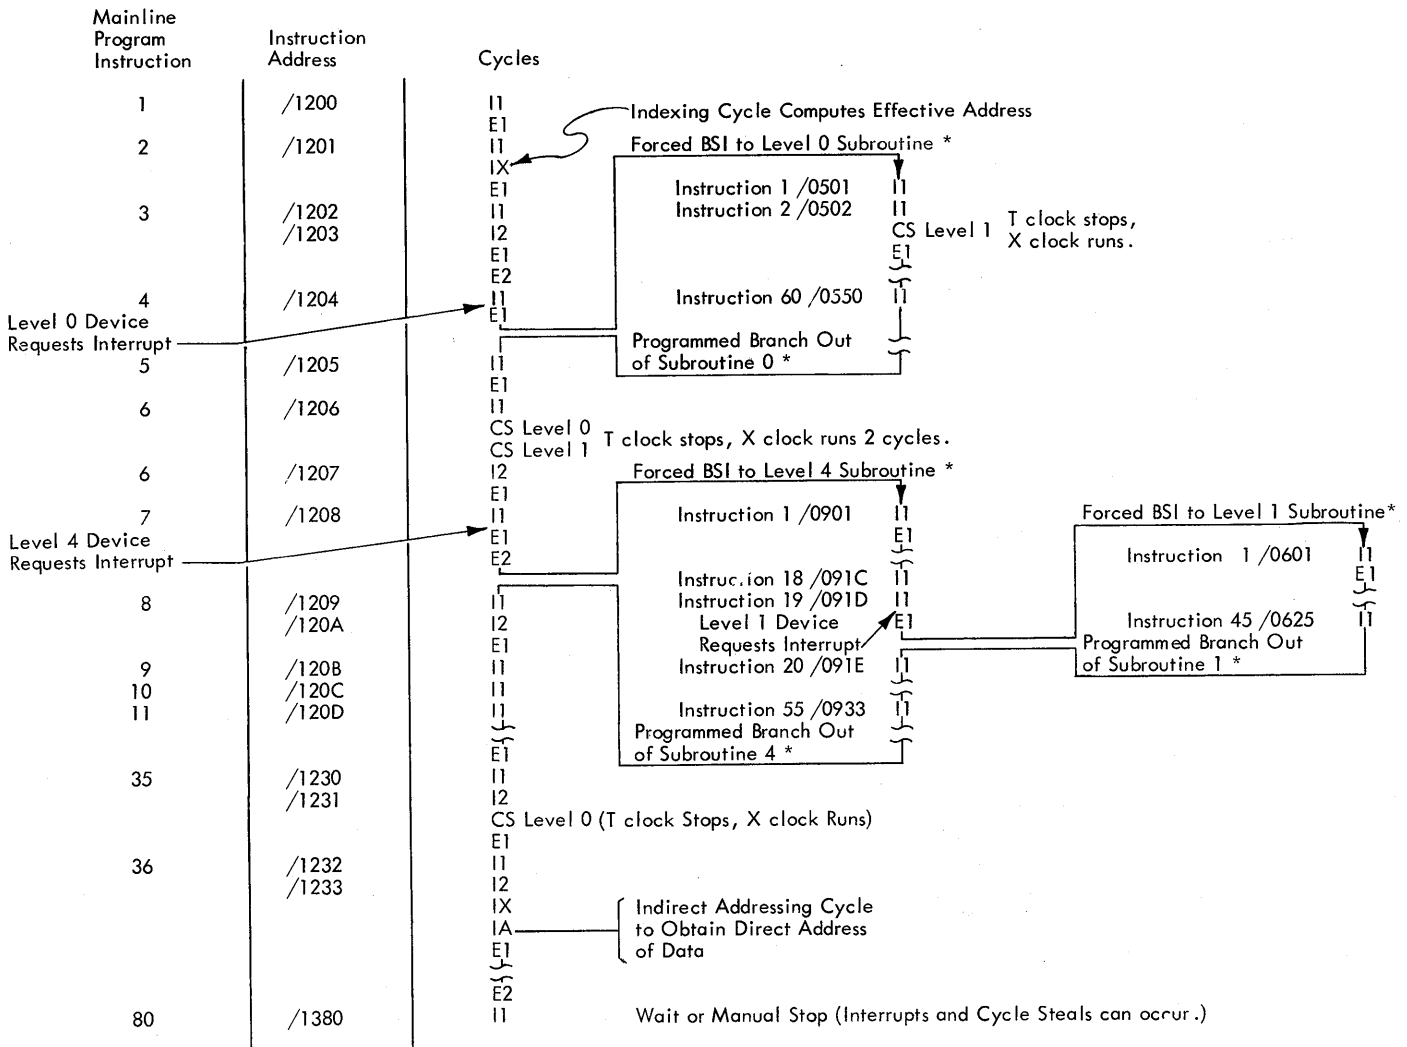 Mainline
Program
Instruction
Instruction
Address
Cycles
1 /1200 I1
Indexing Cycle Computes Effective Address
E1
2 /1201 I1
Forced BSI to Level 0 Subroutine *
IX
E1
Instruction 1 /0501 I1
3 /1202 I1
Instruction 2 /0502 I1
/1203 I2
CS Level 1 T clock stops,
X clock runs.
E1
E1
E2
4 /1204 I1
Instruction 60 /0550 I1
E1
Level 0 Device
Requests Interrupt
Programmed Branch Out
of Subroutine 0 *
5 /1205 I1
E1
6 /1206 I1
CS Level 0
CS Level 1
T clock stops, X clock runs 2 cycles.
6 /1207 I2
Forced BSI to Level 4 Subroutine *
E1
7 /1208 I1
Instruction 1 /0901 I1
Forced BSI to Level 1 Subroutine*
Level 4 Device
Requests Interrupt
E1
E1
E2
Instruction 1 /0601 I1
E1
Instruction 18 /091C I1
8 /1209 I1
Instruction 19 /091D I1
/120A I2
Level 1 Device
Requests Interrupt
E1
Instruction 45 /0625 I1
E1
Programmed Branch Out
of Subroutine 1 *
9 /120B I1
Instruction 20 /091E I1
10 /120C I1
11 /120D I1
Instruction 55 /0933 I1
Programmed Branch Out
of Subroutine 4 *
E1
35 /1230 I1
/1231 I2
CS Level 0 (T clock Stops, X clock Runs)
E1
36 /1232 I1
/1233 I2
IX
IA
E1
Indirect Addressing Cycle
to Obtain Direct Address
of Data
E2
80 /1380 I1
Wait or Manual Stop (Interrupts and Cycle Steals can occur.)